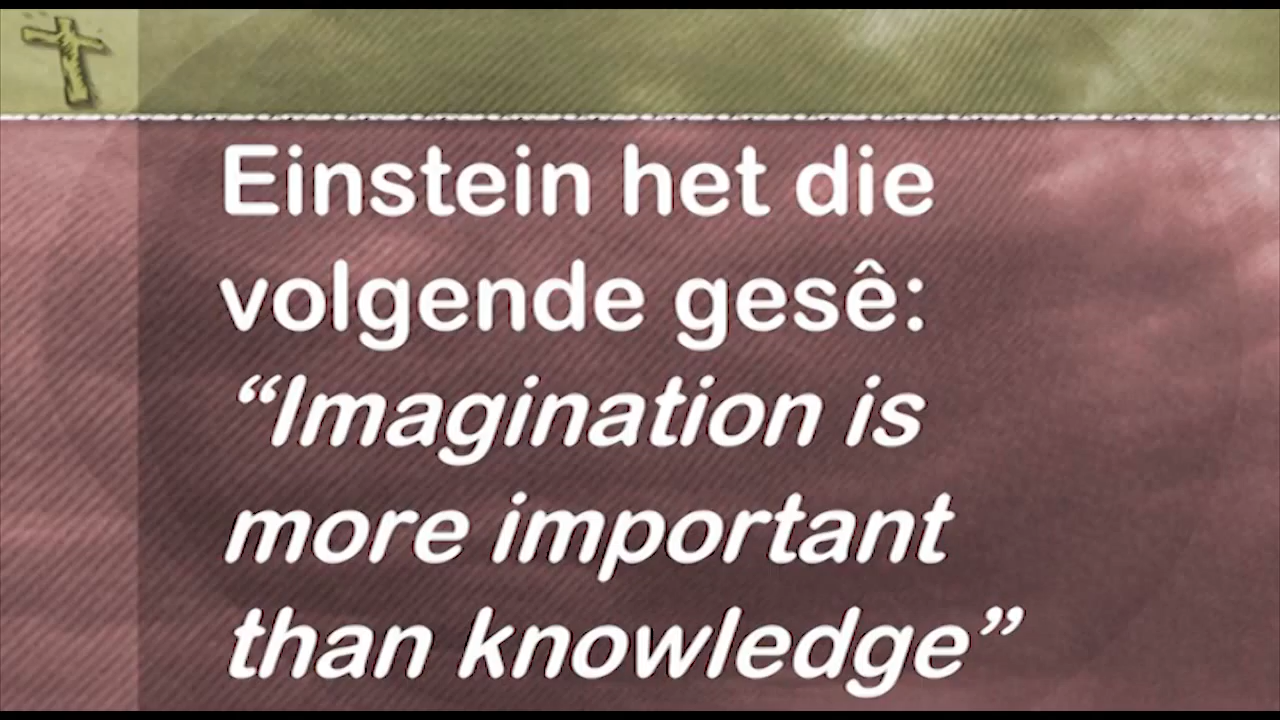 Einstein het die
volgende gesê:
“Imagination is
more important
than knowledge”